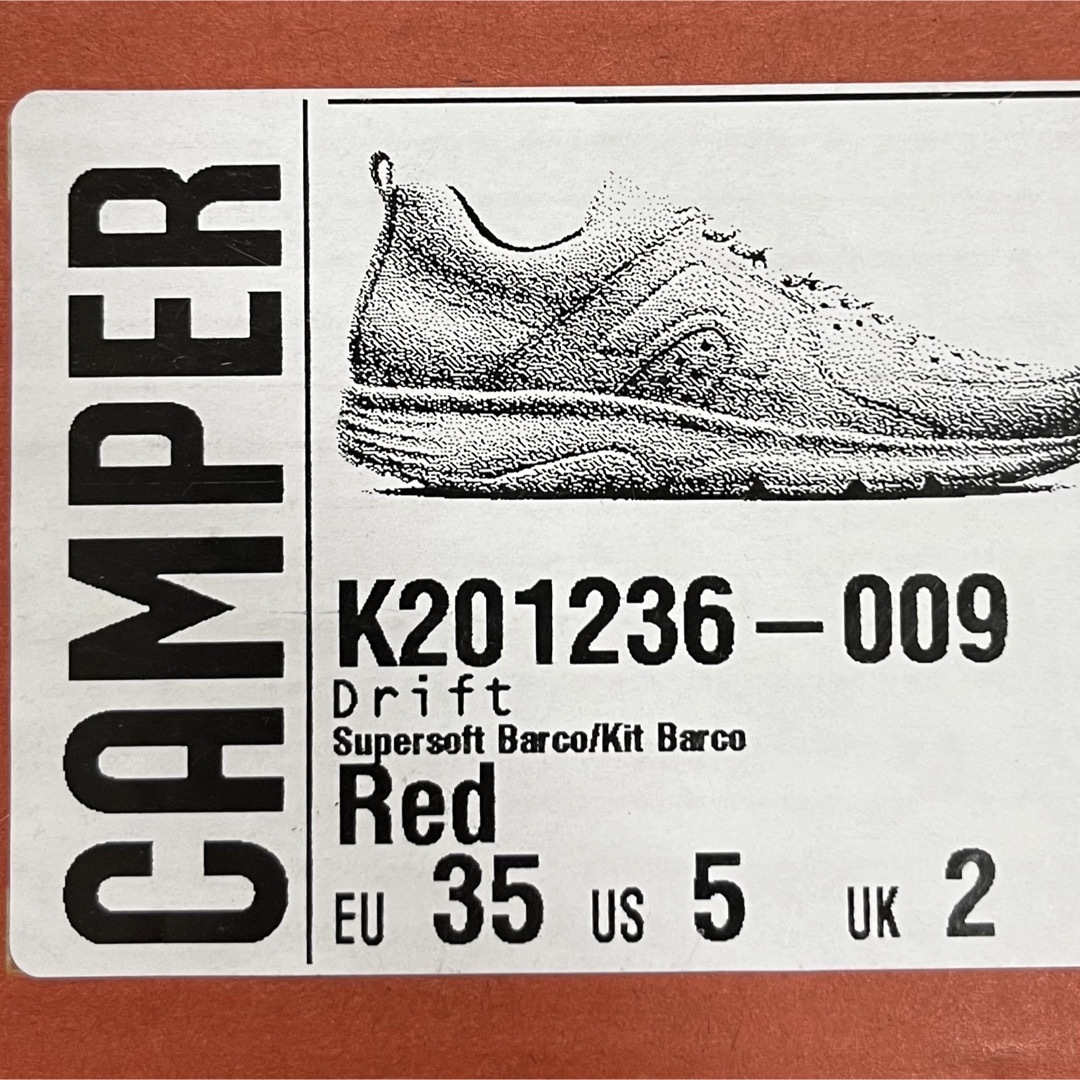 CAMPER
K201236-009
Drift
Supersoft Barco/Kit Barco
Red
EU 35 US 5 UK 2